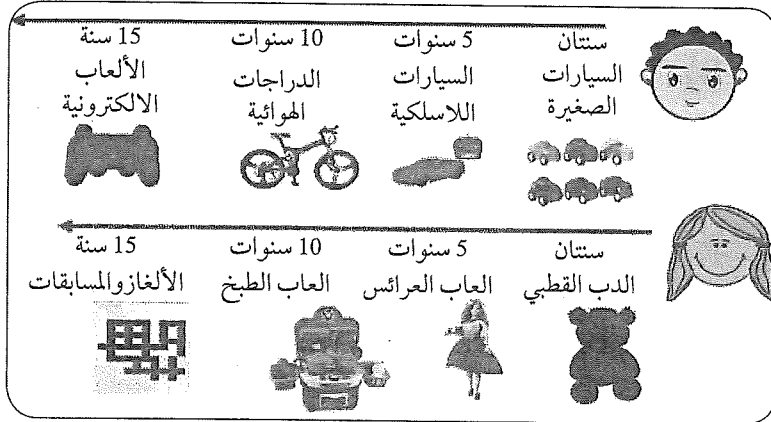 سنتان 5 سنوات 10 سنوات 15 سنة
السيارات السيارات الدراجات الألعاب
الصغيرة اللاسلكية الهوائية الالكترونية
سنتان 5 سنوات 10 سنوات 15 سنة
الدب القطبي العاب العرائس العاب الطبخ الألغازوالمسابقات